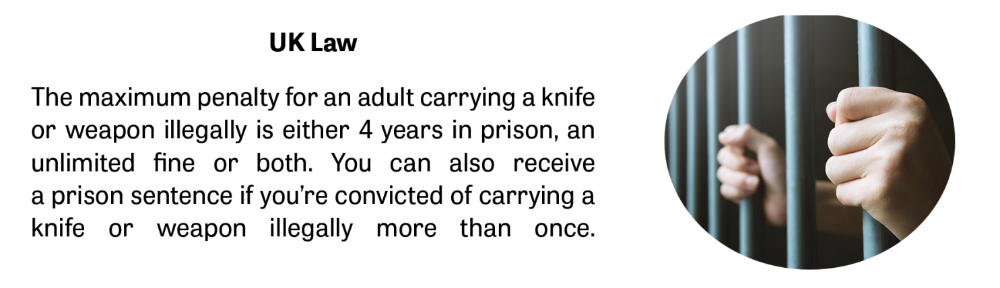 UK Law
The maximum penalty for an adult carrying a knife
or weapon illegally is either 4 years in prison, an
unlimited fine or both. You can also receive
a prison sentence if you’re convicted of carrying a
knife or weapon illegally more than once.